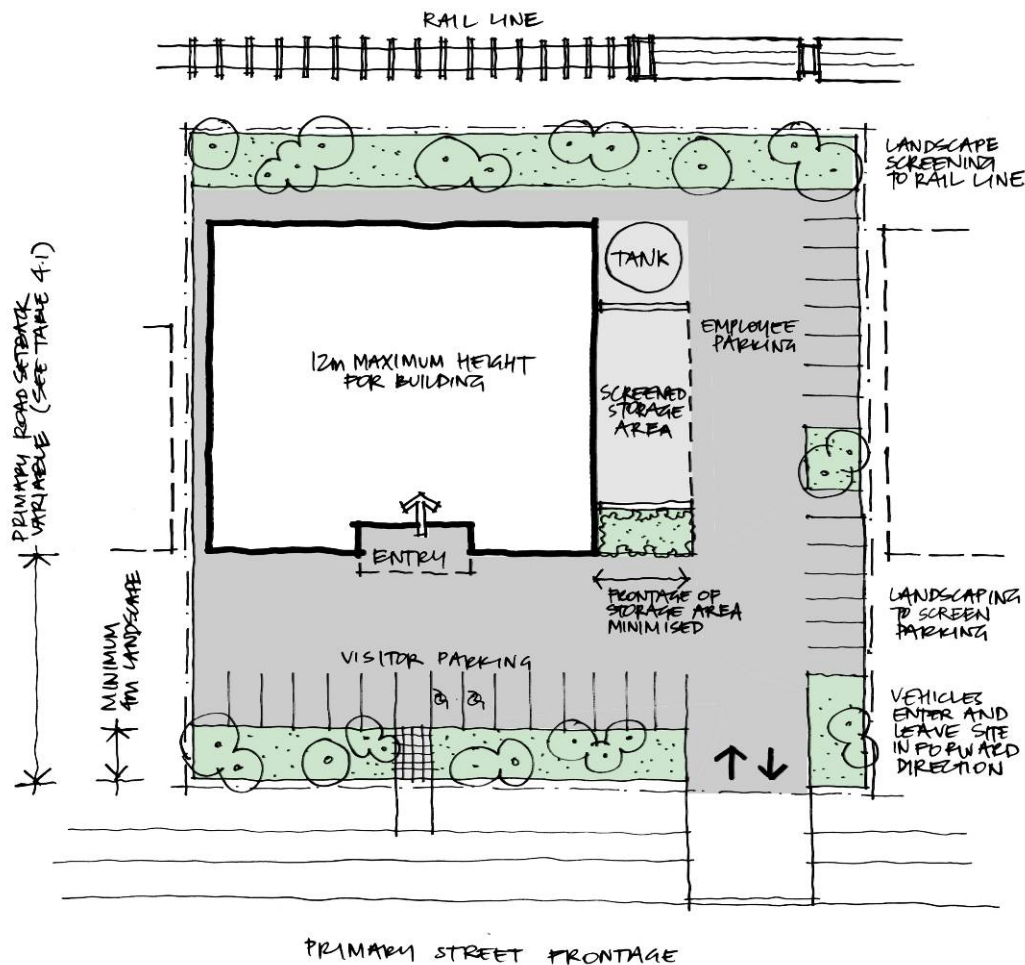 RAIL LINE
LANDSCAPE
SCREENING
TO RAIL LINE
TANK
EMPLOYEE
PARKING
12m MAXIMUM HEIGHT
FOR BUILDING
SCREENED
STORAGE
AREA
PRIMARY ROAD SETBACK
VARIABLE (SEE TABLE 4.1)
ENTRY
FRONTAGE OF
STORAGE AREA
MINIMISED
LANDSCAPING
TO SCREEN
PARKING
MINIMUM
4m LANDSCAPE
VISITOR PARKING
VEHICLES
ENTER AND
LEAVE SITE
IN FORWARD
DIRECTION
PRIMARY STREET FRONTAGE